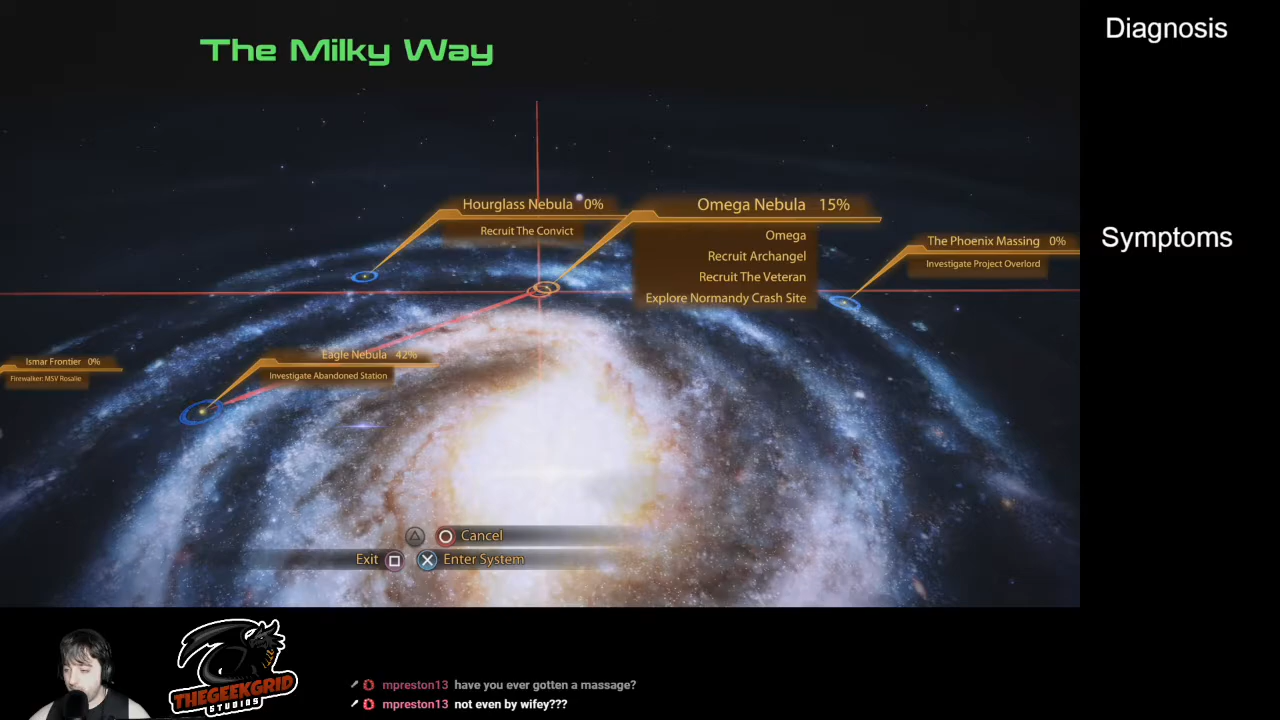 The Milky Way
Diagnosis
Symptoms
Hourglass Nebula 0%
Recruit The Convict
Omega Nebula 15%
Omega
Recruit Archangel
Recruit The Veteran
Explore Normandy Crash Site
The Phoenix Massing 0%
Investigate Project Overlord
Ismar Frontier 0%
Firewalker: MSV Rosalie
Eagle Nebula 42%
Investigate Abandoned Station
Cancel
Exit
Enter System
THEGEEKGRID
STUDIOS
mpreston13 have you ever gotten a massage?
mpreston13 not even by wifey???